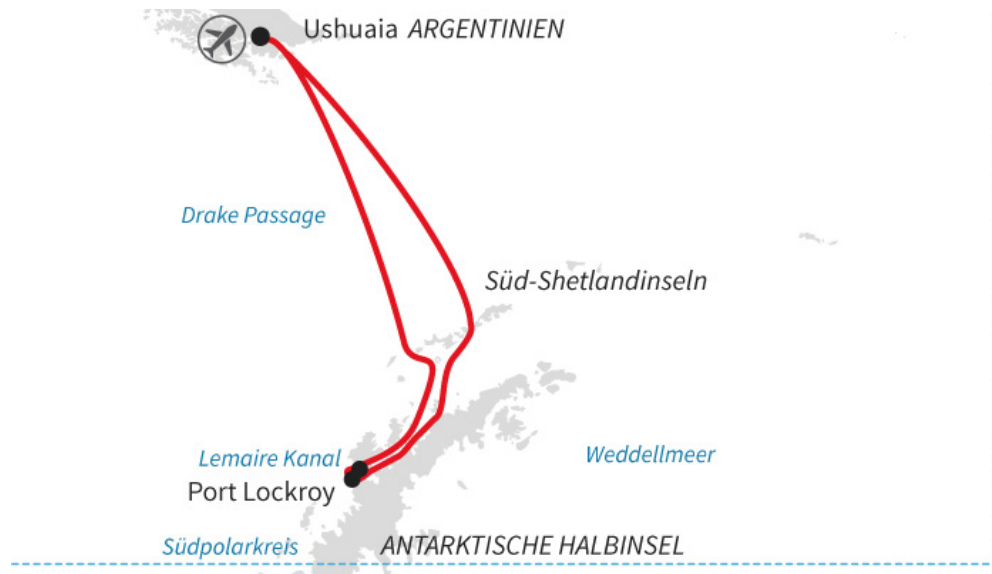 Ushuaia ARGENTINIEN
Drake Passage
Süd-Shetlandinseln
Lemaire Kanal
Weddellmeer
Port Lockroy
Südpolarkreis
ANTARKTISCHE HALBINSEL